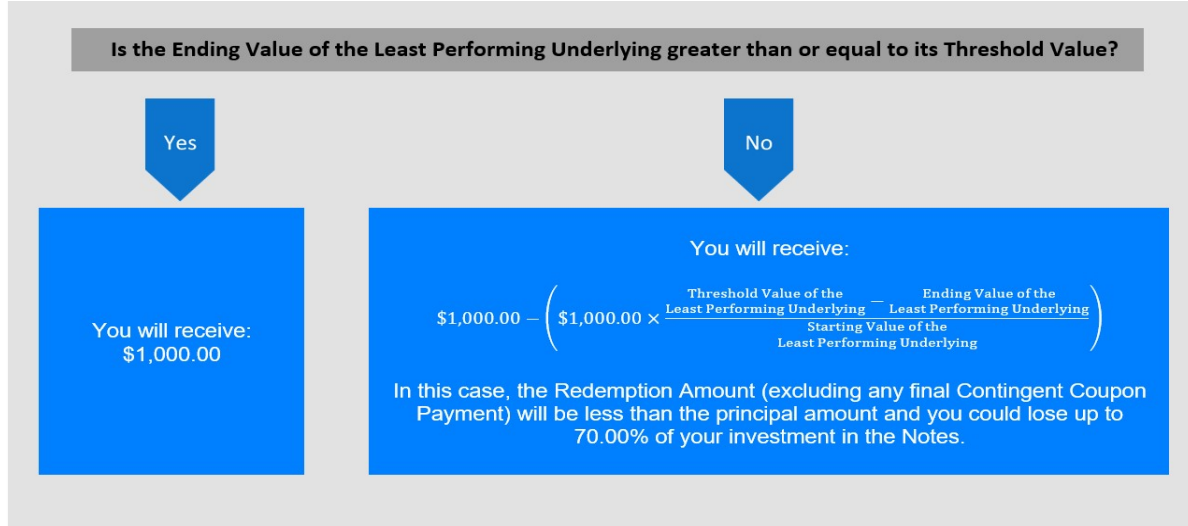 Is the Ending Value of the Least Performing Underlying greater than or equal to its Threshold Value?
Yes
No
You will receive:
$1,000.00
You will receive:
$1,000.00 − ($1,000.00 × (Threshold Value of the Least Performing Underlying − Ending Value of the Least Performing Underlying) / Starting Value of the Least Performing Underlying)
In this case, the Redemption Amount (excluding any final Contingent Coupon
Payment) will be less than the principal amount and you could lose up to
70.00% of your investment in the Notes.